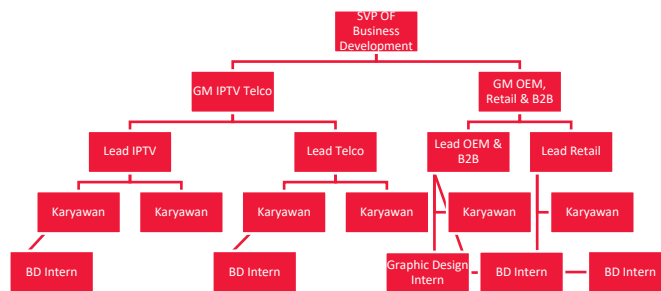 SVP OF
Business
Development
GM IPTV Telco
GM OEM,
Retail & B2B
Lead IPTV
Lead Telco
Lead OEM &
B2B
Lead Retail
Karyawan
Karyawan
Karyawan
Karyawan
Karyawan
Karyawan
BD Intern
BD Intern
Graphic Design
Intern
BD Intern
BD Intern